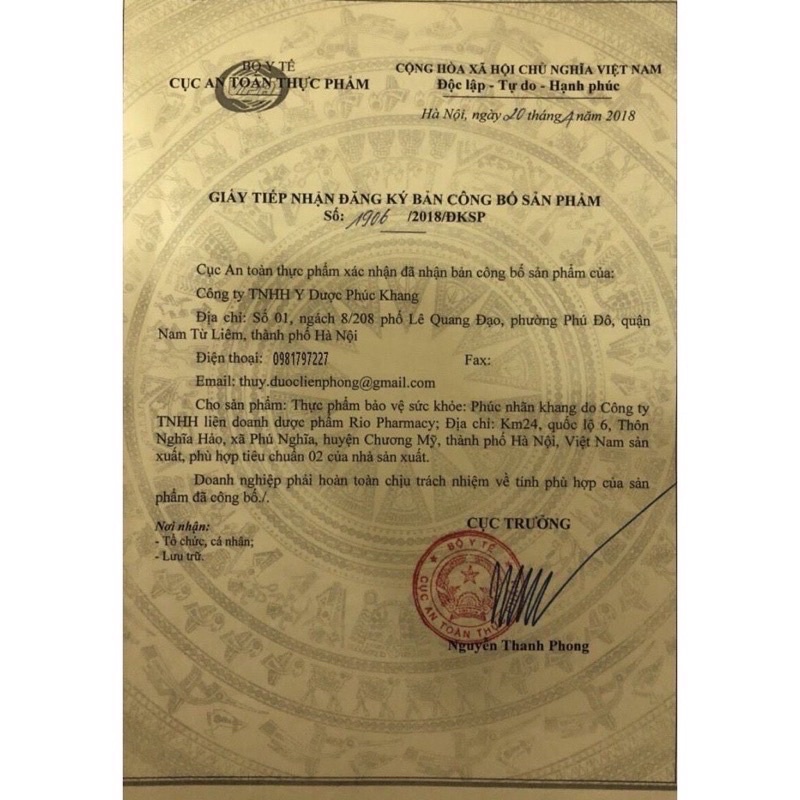 BỘ Y TẾ
CỤC AN TOÀN THỰC PHẨM
CỘNG HÒA XÃ HỘI CHỦ NGHĨA VIỆT NAM
Độc lập - Tự do - Hạnh phúc
Hà Nội, ngày 20 tháng 4 năm 2018
GIẤY TIẾP NHẬN ĐĂNG KÝ BẢN CÔNG BỐ SẢN PHẨM
Số: 1906 /2018/ĐKSP
Cục An toàn thực phẩm xác nhận đã nhận bản công bố sản phẩm của:
Công ty TNHH Y Dược Phúc Khang
Địa chỉ: Số 01, ngách 8/208 phố Lê Quang Đạo, phường Phú Đô, quận
Nam Từ Liêm, thành phố Hà Nội
Điện thoại: 0981797227 Fax:
Email: thuy.duoclienphong@gmail.com
Cho sản phẩm: Thực phẩm bảo vệ sức khỏe: Phúc nhãn khang do Công ty
TNHH liên doanh dược phẩm Rio Pharmacy; Địa chỉ: Km24, quốc lộ 6, Thôn
Nghĩa Hảo, xã Phú Nghĩa, huyện Chương Mỹ, thành phố Hà Nội, Việt Nam sản
xuất, phù hợp tiêu chuẩn 02 của nhà sản xuất.
Doanh nghiệp phải hoàn toàn chịu trách nhiệm về tính phù hợp của sản
phẩm đã công bố./.
Nơi nhận:
- Tổ chức, cá nhân;
- Lưu trữ.
CỤC TRƯỞNG
BỘ Y TẾ
CỤC AN TOÀN THỰ
Nguyễn Thanh Phong